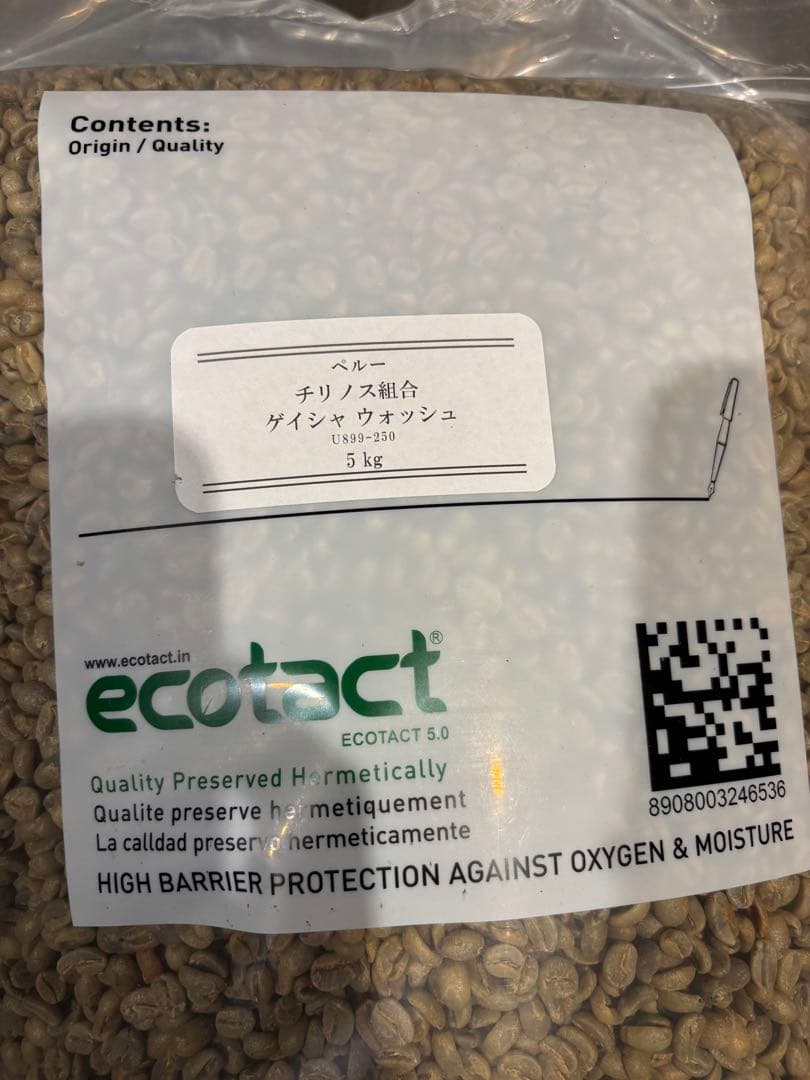 Contents:
Origin / Quality
ペルー
チリノス組合
ゲイシャ ウォッシュ
U899-250
5 kg
www.ecotact.in
ecotact®
ECOTACT 5.0
Quality Preserved Hermetically
Qualite preserve hermetiquement
La calldad preserva hermeticamente
8908003246536
HIGH BARRIER PROTECTION AGAINST OXYGEN & MOISTURE